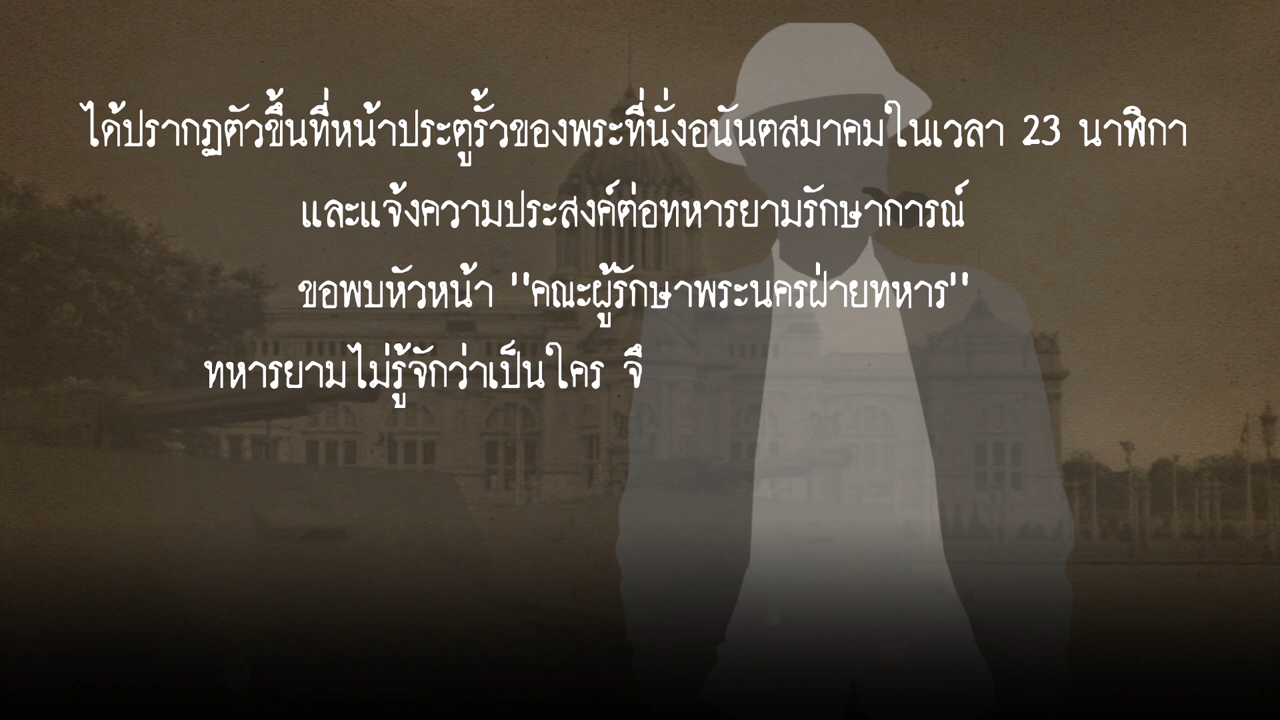 ได้ปรากฏตัวขึ้นที่หน้าประตูรั้วของพระที่นั่งอนันตสมาคมในเวลา 23 นาฬิกา
และแจ้งความประสงค์ต่อทหารยามรักษาการณ์
ขอพบหัวหน้า "คณะผู้รักษาพระนครฝ่ายทหาร"
ทหารยามไม่รู้จักว่าเป็นใคร จึ